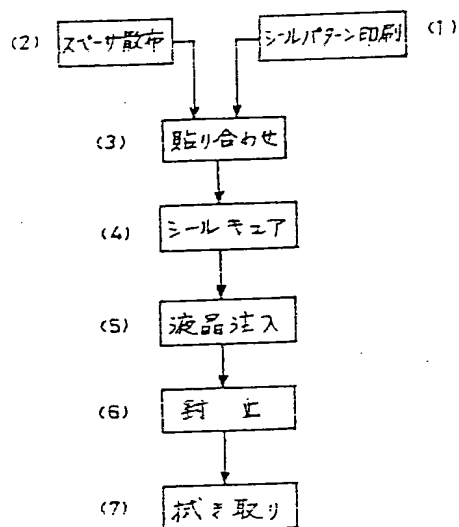 (2) スペーサ散布 シールパターン印刷 (1)
(3) 貼り合わせ
(4) シールキュア
(5) 液晶注入
(6) 封止
(7) 拭き取り